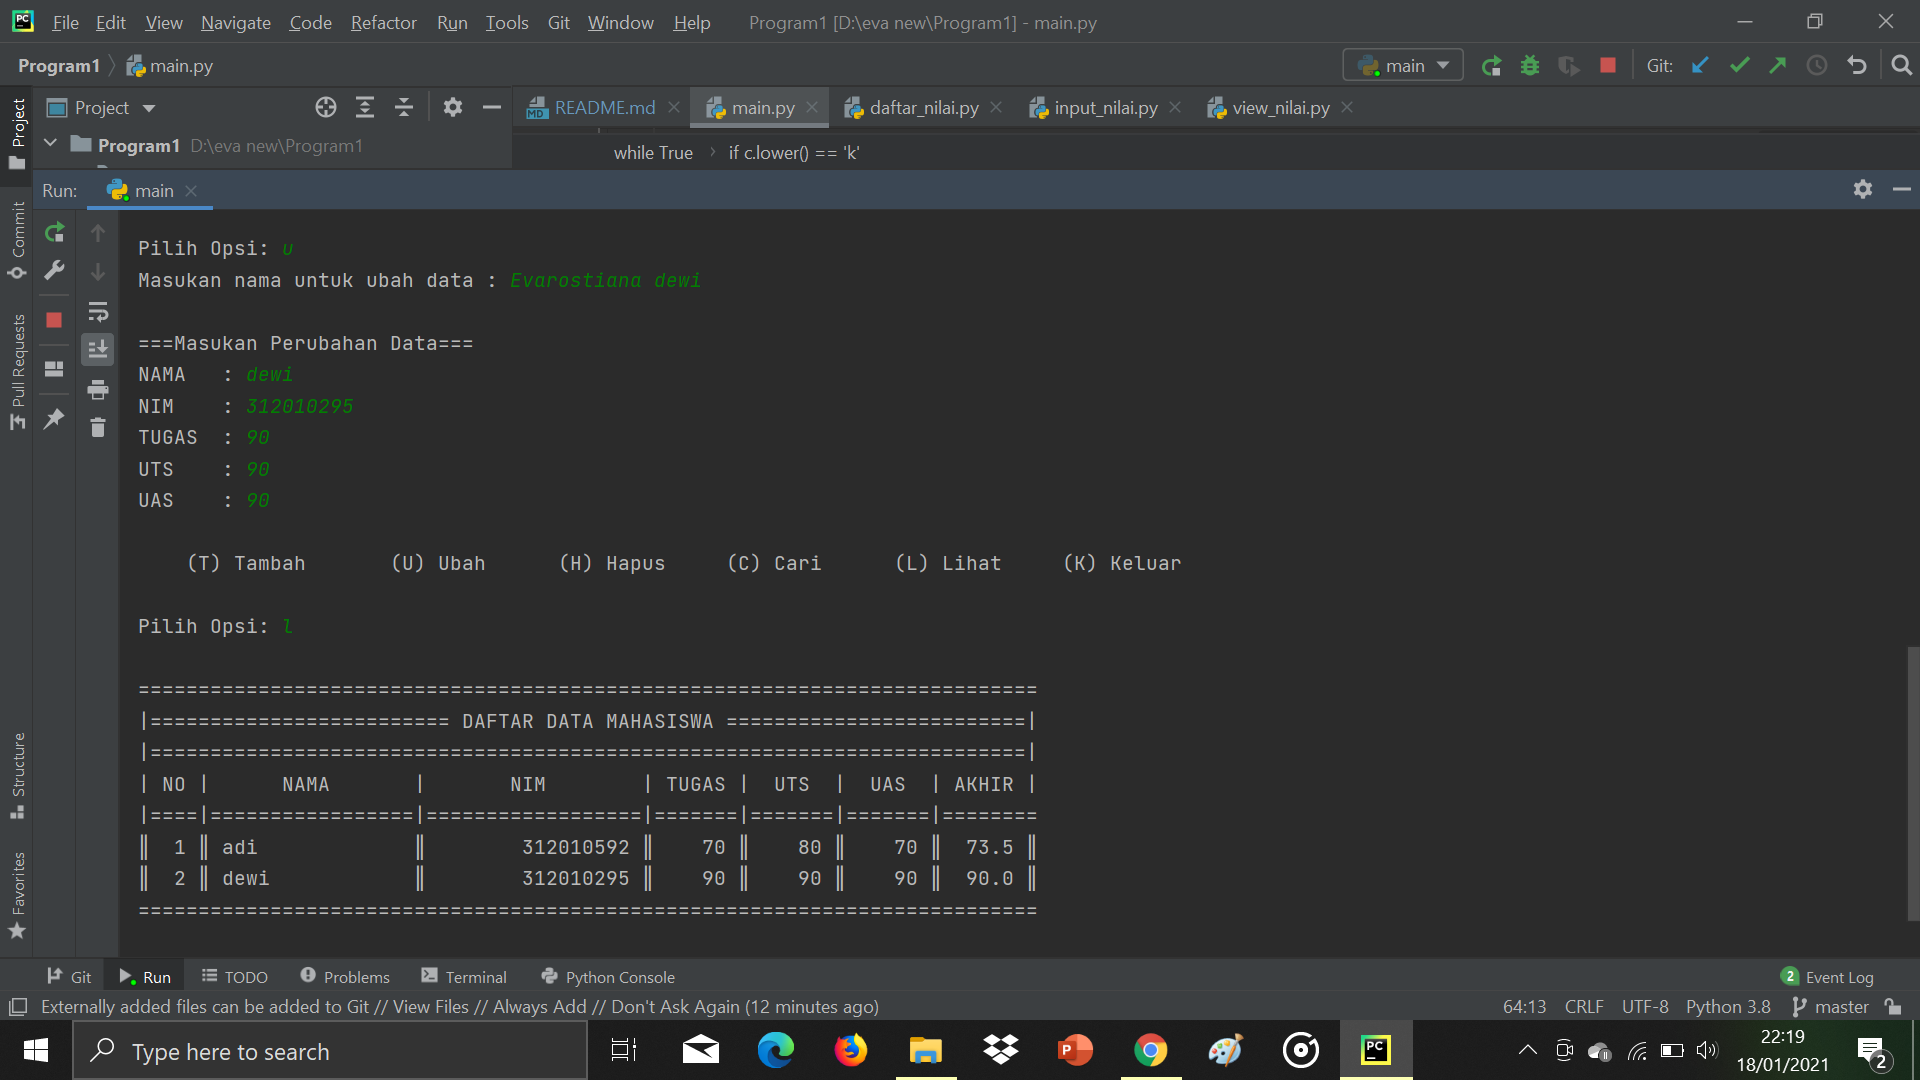 File Edit View Navigate Code Refactor Run Tools Git Window Help Program1 [D:\eva new\Program1] - main.py
Program1 main.py main Git:
Project README.md main.py daftar_nilai.py input_nilai.py view_nilai.py
Program1 D:\eva new\Program1 while True if c.lower() == 'k'
Run: main
Project
Commit
Pull Requests
Structure
Favorites
Pilih Opsi: u
Masukan nama untuk ubah data : Evarostiana dewi
===Masukan Perubahan Data===
NAMA : dewi
NIM : 312010295
TUGAS : 90
UTS : 90
UAS : 90
(T) Tambah (U) Ubah (H) Hapus (C) Cari (L) Lihat (K) Keluar
Pilih Opsi: l
===========================================================================
|========================= DAFTAR DATA MAHASISWA =========================|
|=========================================================================|
| NO | NAMA | NIM | TUGAS | UTS | UAS | AKHIR |
|====|=================|==================|=======|=======|=======|========
║ 1 ║ adi ║ 312010592 ║ 70 ║ 80 ║ 70 ║ 73.5 ║
║ 2 ║ dewi ║ 312010295 ║ 90 ║ 90 ║ 90 ║ 90.0 ║
===========================================================================
Git Run TODO Problems Terminal Python Console 2 Event Log
Externally added files can be added to Git // View Files // Always Add // Don't Ask Again (12 minutes ago) 64:13 CRLF UTF-8 Python 3.8 master
Type here to search
22:19
18/01/2021
2